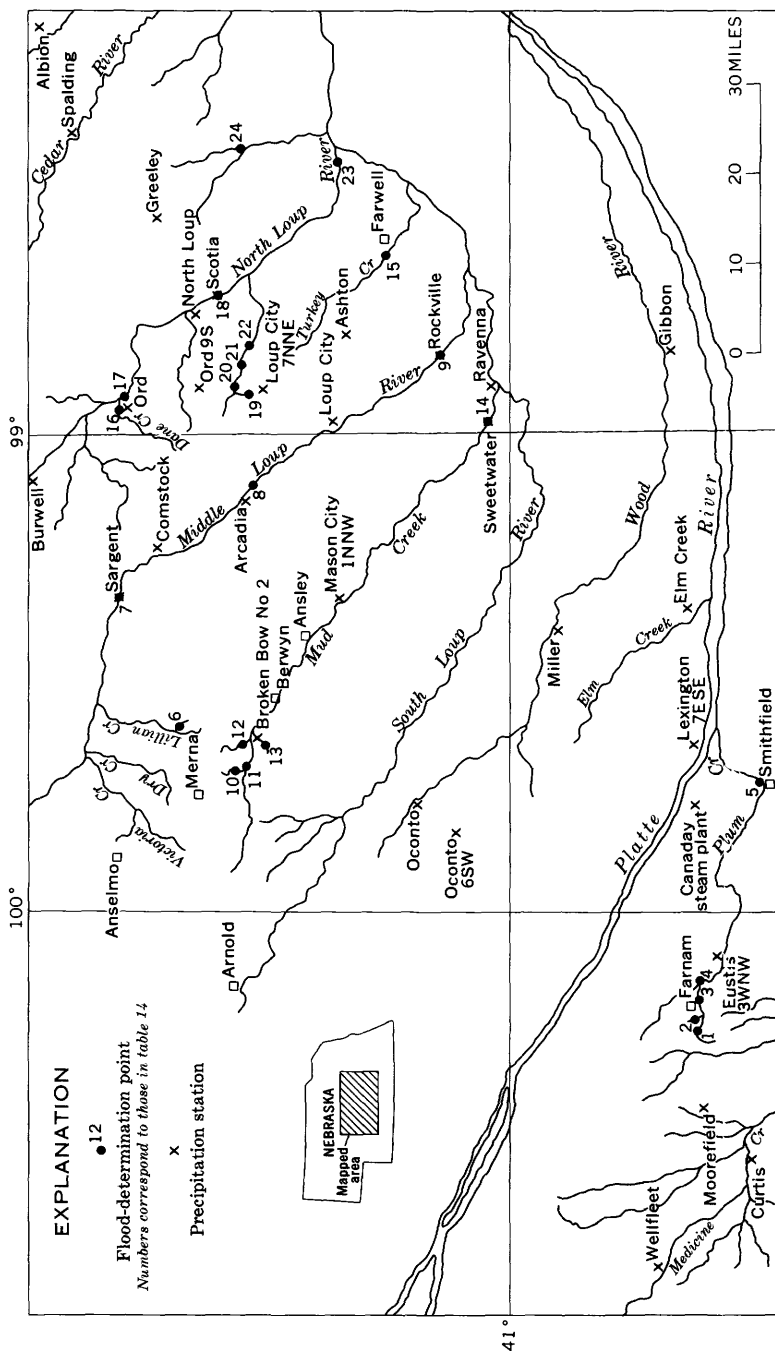 EXPLANATION
12
Flood-determination point
Numbers correspond to those in table 14
Precipitation station
NEBRASKA
Mapped
area
100°
99°
41°
Burwell
Albion
Spalding
Cedar River
Greeley
North Loup
Scotia
18
North Loup River
24
23
Ord 9S
Ord
16
17
Dane Cr
20
21
22
19
Loup City
7NNE
Turkey Cr
Ashton
Farwell
15
Loup City
Rockville
9
Ravenna
14
Sweetwater
Sargent
7
Comstock
Middle Loup River
Arcadia
8
Mason City
1NNW
Broken Bow No 2
Berwyn
Ansley
Mud Creek
Lillian Cr
6
Dry Cr
Victoria Cr
Merna
Anselmo
10
11
12
13
Arnold
South Loup River
Oconto
Oconto
6SW
Miller
Wood River
Gibbon
Elm Creek
Elm Creek
Platte River
Lexington
7ESE
Canaday
steam plant
Plum Cr
5
Smithfield
Farnam
1
2
3
4
Eustis
3WNW
Wellfleet
Moorefield
Medicine Cr
Curtis
0 10 20 30 MILES